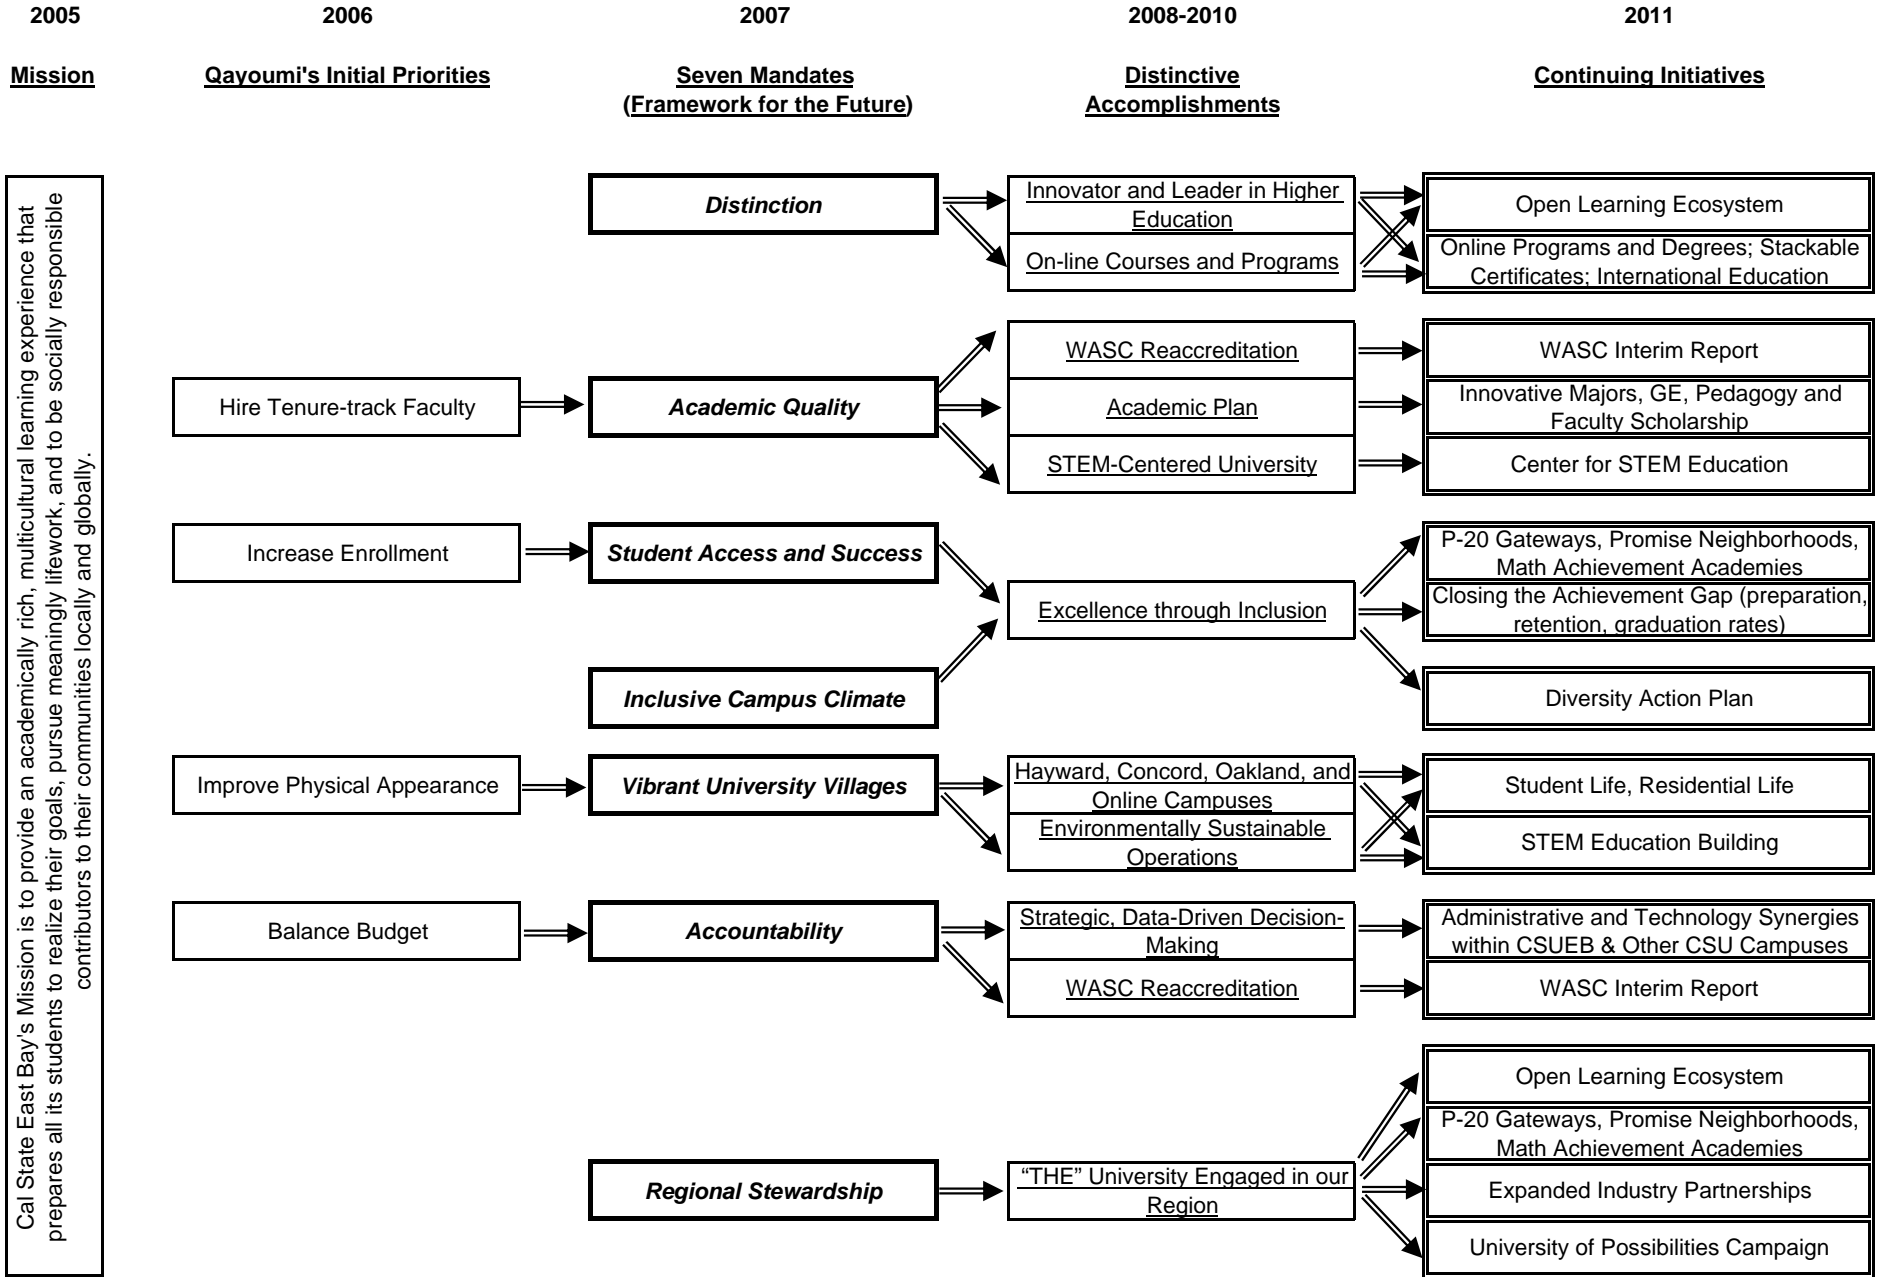 2005
2006
2007
2008-2010
2011
Mission
Qayoumi's Initial Priorities
Seven Mandates
(Framework for the Future)
Distinctive
Accomplishments
Continuing Initiatives
Cal State East Bay's Mission is to provide an academically rich, multicultural learning experience that
prepares all its students to realize their goals, pursue meaningly lifework, and to be socially responsible
contributors to their communities locally and globally.
Distinction
Innovator and Leader in Higher
Education
On-line Courses and Programs
Open Learning Ecosystem
Online Programs and Degrees; Stackable
Certificates; International Education
Hire Tenure-track Faculty
Academic Quality
WASC Reaccreditation
Academic Plan
STEM-Centered University
WASC Interim Report
Innovative Majors, GE, Pedagogy and
Faculty Scholarship
Center for STEM Education
Increase Enrollment
Student Access and Success
Inclusive Campus Climate
Excellence through Inclusion
P-20 Gateways, Promise Neighborhoods,
Math Achievement Academies
Closing the Achievement Gap (preparation,
retention, graduation rates)
Diversity Action Plan
Improve Physical Appearance
Vibrant University Villages
Hayward, Concord, Oakland, and
Online Campuses
Environmentally Sustainable
Operations
Student Life, Residential Life
STEM Education Building
Balance Budget
Accountability
Strategic, Data-Driven Decision-
Making
WASC Reaccreditation
Administrative and Technology Synergies
within CSUEB & Other CSU Campuses
WASC Interim Report
Regional Stewardship
“THE” University Engaged in our
Region
Open Learning Ecosystem
P-20 Gateways, Promise Neighborhoods,
Math Achievement Academies
Expanded Industry Partnerships
University of Possibilities Campaign